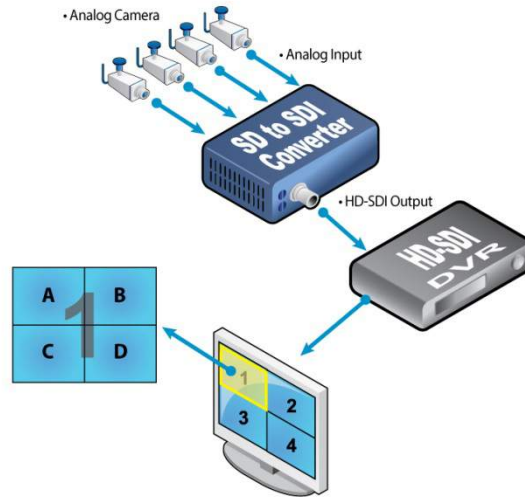 • Analog Camera
• Analog Input
SD to SDI
Converter
• HD-SDI Output
HD-SDI
DVR
A B
1
C D
1
2
3
4